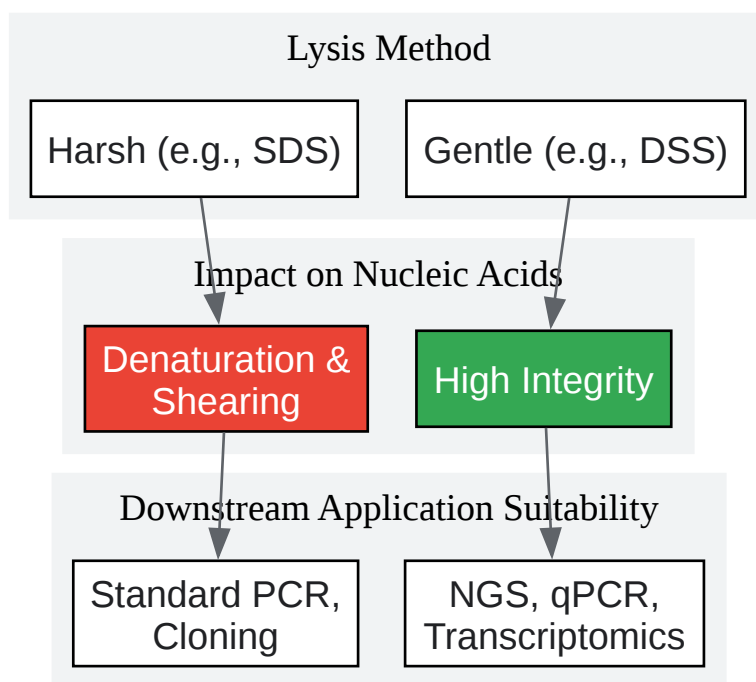 Lysis Method
Harsh (e.g., SDS)
Gentle (e.g., DSS)
Impact on Nucleic Acids
Denaturation &
Shearing
High Integrity
Downstream Application Suitability
Standard PCR,
Cloning
NGS, qPCR,
Transcriptomics